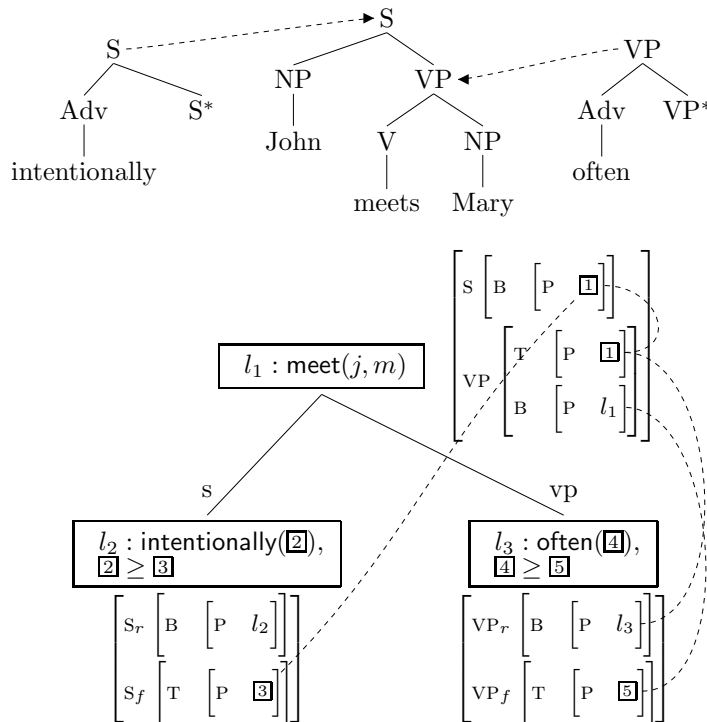 S
S
VP
NP
VP
Adv
S*
Adv
VP*
John
V
NP
intentionally
often
meets
Mary
S [B [P 1]]
l1 : meet(j, m)
VP [T [P 1]
B [P l1]]
s
vp
l2 : intentionally(2),
2 ≥ 3
l3 : often(4),
4 ≥ 5
Sr [B [P l2]]
Sf [T [P 3]]
VPr [B [P l3]]
VPf [T [P 5]]